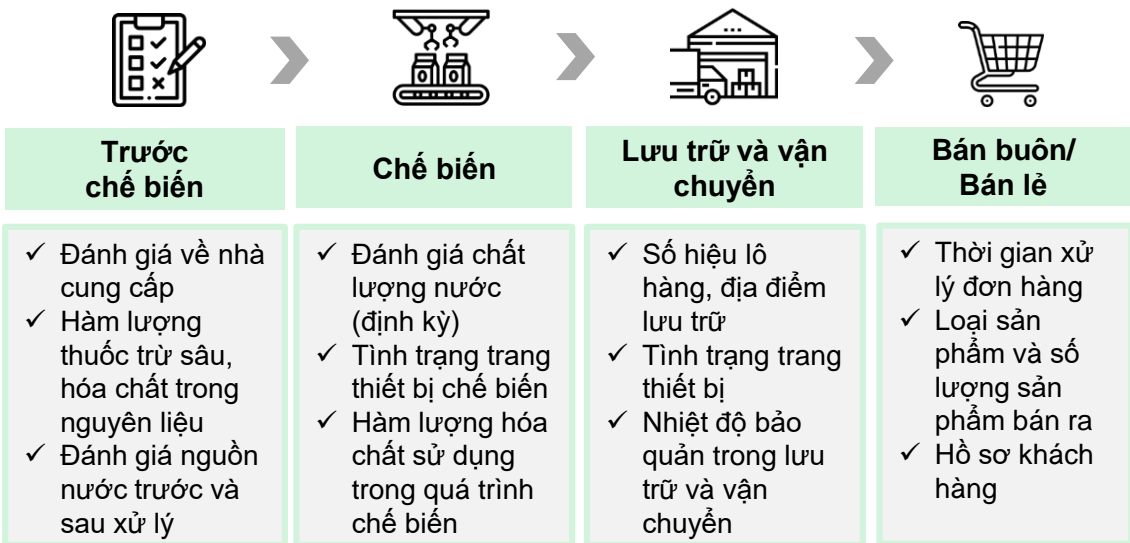 Trước
chế biến
Chế biến
Lưu trữ và vận
chuyển
Bán buôn/
Bán lẻ
✓ Đánh giá về nhà
cung cấp
✓ Hàm lượng
thuốc trừ sâu,
hóa chất trong
nguyên liệu
✓ Đánh giá nguồn
nước trước và
sau xử lý
✓ Đánh giá chất
lượng nước
(định kỳ)
✓ Tình trạng trang
thiết bị chế biến
✓ Hàm lượng hóa
chất sử dụng
trong quá trình
chế biến
✓ Số hiệu lô
hàng, địa điểm
lưu trữ
✓ Tình trạng trang
thiết bị
✓ Nhiệt độ bảo
quản trong lưu
trữ và vận
chuyển
✓ Thời gian xử
lý đơn hàng
✓ Loại sản
phẩm và số
lượng sản
phẩm bán ra
✓ Hồ sơ khách
hàng